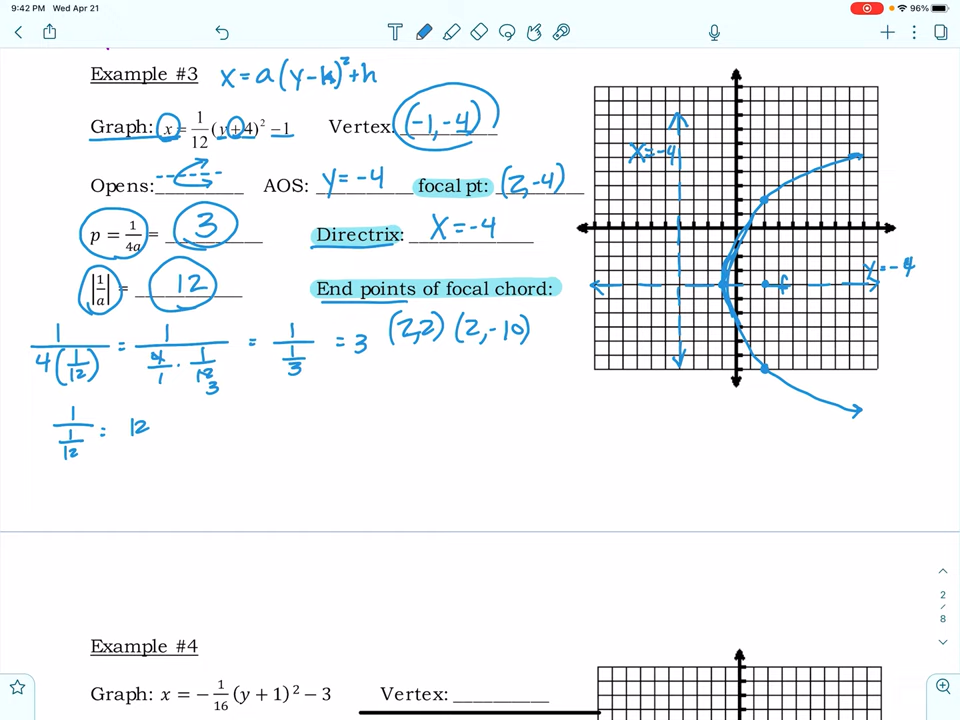 9:42 PM Wed Apr 21
96%
Example #3 x = a(y-k)²+h
Graph: x = 1/12 (y+4)² −1 Vertex: (-1,-4)
Opens: AOS: y = -4 focal pt: (2,-4)
p = 1/4a = 3 Directrix: x = -4
|1/a| = 12 End points of focal chord:
1/4(1/12) = 1/(4/1 · 1/12 3) = 1/(1/3) = 3 (2,2) (2,-10)
1/(1/12) = 12
x=-4
y=-4
f
2
/
8
Example #4
Graph: x = −1/16 (y + 1)² − 3 Vertex: